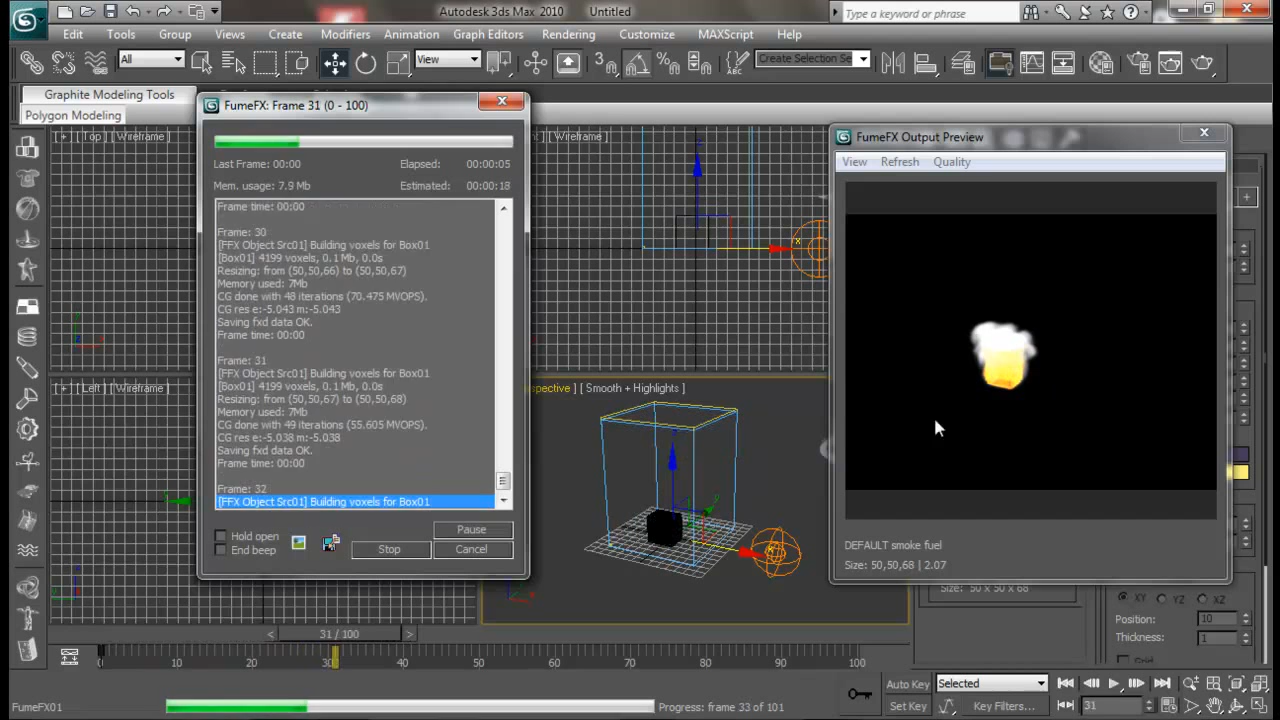 Autodesk 3ds Max 2010 Untitled
Type a keyword or phrase
Edit Tools Group Views Create Modifiers Animation Graph Editors Rendering Customize MAXScript Help
All View Create Selection Se
Graphite Modeling Tools
Polygon Modeling
FumeFX: Frame 31 (0 - 100)
Last Frame: 00:00 Elapsed: 00:00:05
Mem. usage: 7.9 Mb Estimated: 00:00:18
Frame time: 00:00
Frame: 30
[FFX Object Src01] Building voxels for Box01
[Box01] 4199 voxels, 0.1 Mb, 0.0s
Resizing: from (50,50,66) to (50,50,67)
Memory used: 7Mb
CG done with 48 iterations (70.475 MVOPS).
CG res e:-5.043 m:-5.043
Saving fxd data OK.
Frame time: 00:00
Frame: 31
[FFX Object Src01] Building voxels for Box01
[Box01] 4199 voxels, 0.1 Mb, 0.0s
Resizing: from (50,50,67) to (50,50,68)
Memory used: 7Mb
CG done with 49 iterations (55.605 MVOPS).
CG res e:-5.038 m:-5.038
Saving fxd data OK.
Frame time: 00:00
Frame: 32
[FFX Object Src01] Building voxels for Box01
Hold open
End beep
Pause
Stop Cancel
[ + ] [ Top ] [ Wireframe ]
[ Wireframe ]
[ + ] [ Left ] [ Wireframe ]
[ Smooth + Highlights ]
FumeFX Output Preview
View Refresh Quality
DEFAULT smoke fuel
Size: 50,50,68 | 2.07
Size: 50 x 50 x 68
XY YZ XZ
Position: 10
Thickness: 1
31 / 100
0 10 20 30 40 50 60 70 80 90 100
FumeFX01
Progress: frame 33 of 101
Auto Key Selected
Set Key Key Filters... 31